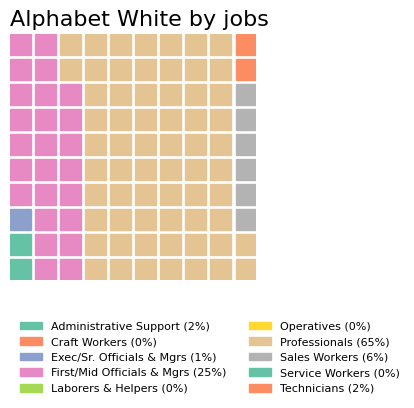 Alphabet White by jobs
Administrative Support (2%)
Craft Workers (0%)
Exec/Sr. Officials & Mgrs (1%)
First/Mid Officials & Mgrs (25%)
Laborers & Helpers (0%)
Operatives (0%)
Professionals (65%)
Sales Workers (6%)
Service Workers (0%)
Technicians (2%)